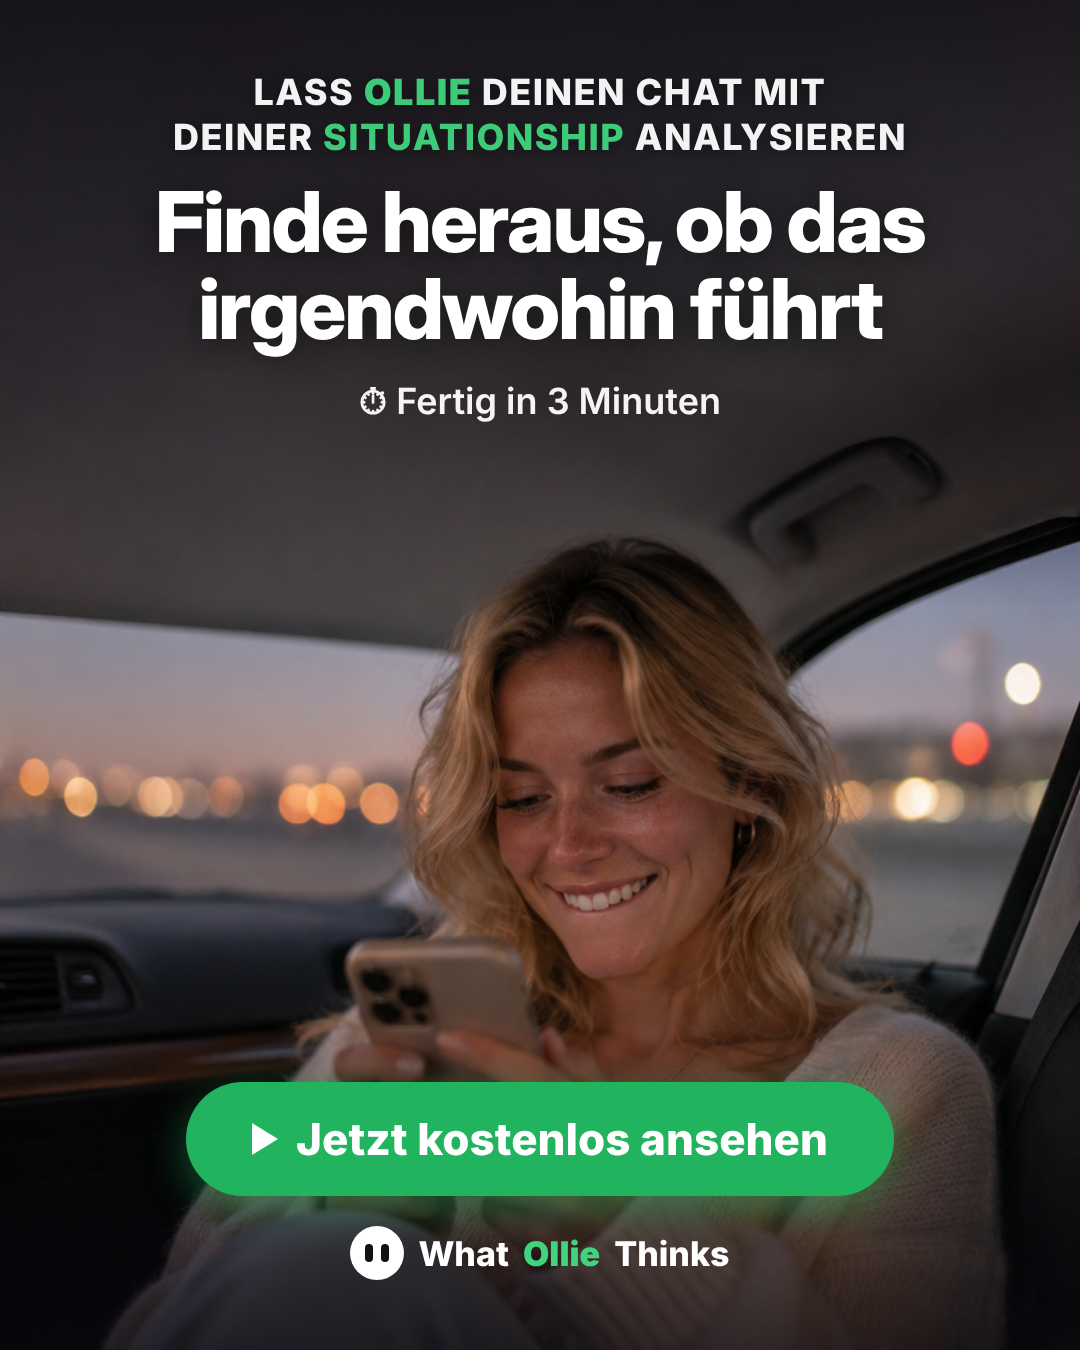 LASS OLLIE DEINEN CHAT MIT
DEINER SITUATIONSHIP ANALYSIEREN
Finde heraus, ob das
irgendwohin führt
⏱ Fertig in 3 Minuten
▶ Jetzt kostenlos ansehen
What Ollie Thinks